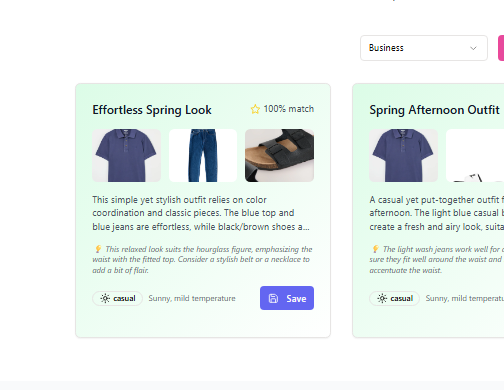 Business
Effortless Spring Look
100% match
This simple yet stylish outfit relies on color
coordination and classic pieces. The blue top and
blue jeans are effortless, while black/brown shoes a...
This relaxed look suits the hourglass figure, emphasizing the
waist with the fitted top. Consider a stylish belt or a necklace to
add a bit of flair.
casual
Sunny, mild temperature
Save
Spring Afternoon Outfit
A casual yet put-together outfit f
afternoon. The light blue casual b
create a fresh and airy look, suita
The light wash jeans work well for a
sure they fit well around the waist and
accentuate the waist.
casual
Sunny, mild temperatu